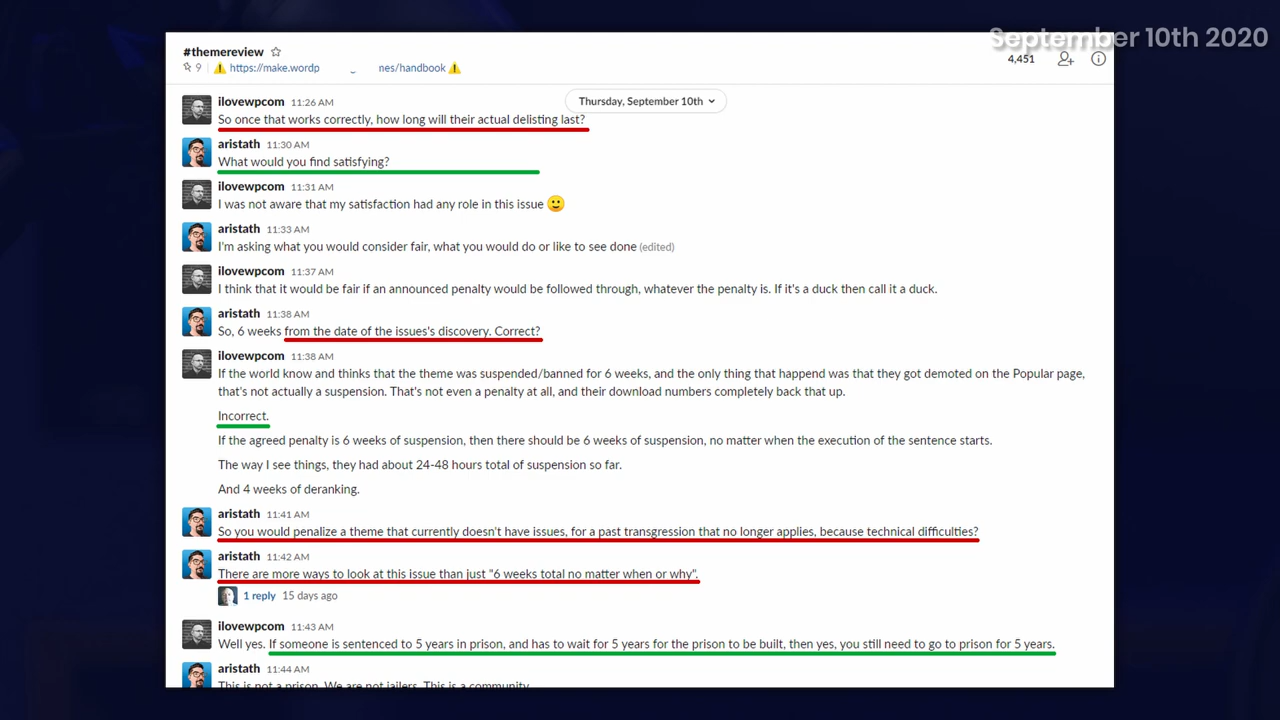 September 10th 2020
#themereview
9 https://make.wordp nes/handbook
4,451
Thursday, September 10th
ilovewpcom 11:26 AM
So once that works correctly, how long will their actual delisting last?
aristath 11:30 AM
What would you find satisfying?
ilovewpcom 11:31 AM
I was not aware that my satisfaction had any role in this issue 🙂
aristath 11:33 AM
I'm asking what you would consider fair, what you would do or like to see done (edited)
ilovewpcom 11:37 AM
I think that it would be fair if an announced penalty would be followed through, whatever the penalty is. If it's a duck then call it a duck.
aristath 11:38 AM
So, 6 weeks from the date of the issues's discovery. Correct?
ilovewpcom 11:38 AM
If the world know and thinks that the theme was suspended/banned for 6 weeks, and the only thing that happend was that they got demoted on the Popular page,
that's not actually a suspension. That's not even a penalty at all, and their download numbers completely back that up.
Incorrect.
If the agreed penalty is 6 weeks of suspension, then there should be 6 weeks of suspension, no matter when the execution of the sentence starts.
The way I see things, they had about 24-48 hours total of suspension so far.
And 4 weeks of deranking.
aristath 11:41 AM
So you would penalize a theme that currently doesn't have issues, for a past transgression that no longer applies, because technical difficulties?
aristath 11:42 AM
There are more ways to look at this issue than just "6 weeks total no matter when or why".
1 reply 15 days ago
ilovewpcom 11:43 AM
Well yes. If someone is sentenced to 5 years in prison, and has to wait for 5 years for the prison to be built, then yes, you still need to go to prison for 5 years.
aristath 11:44 AM
This is not a prison. We are not jailers. This is a community